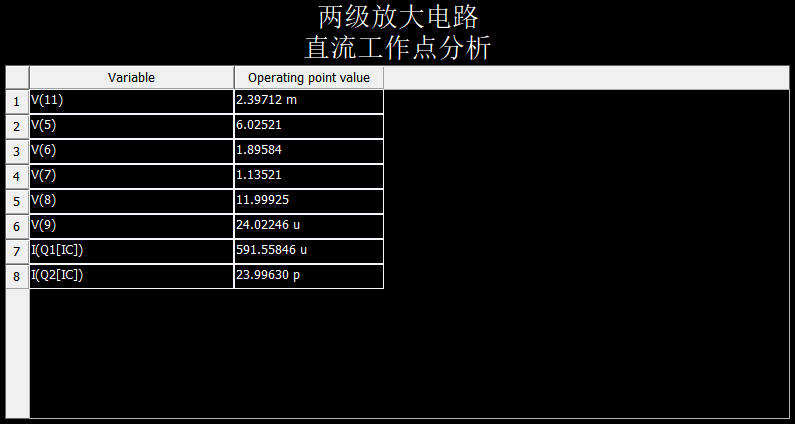 两级放大电路
直流工作点分析
Variable Operating point value
1 V(11) 2.39712 m
2 V(5) 6.02521
3 V(6) 1.89584
4 V(7) 1.13521
5 V(8) 11.99925
6 V(9) 24.02246 u
7 I(Q1[IC]) 591.55846 u
8 I(Q2[IC]) 23.99630 p